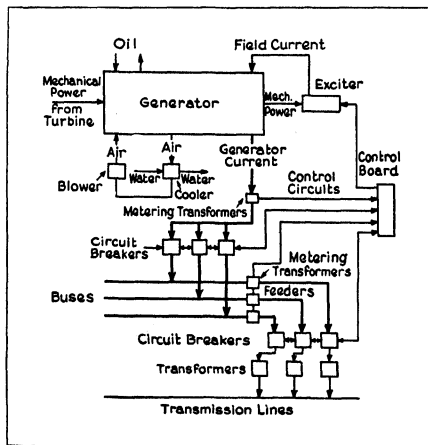 Oil
Field Current
Mechanical
Power
from
Turbine
Generator
Mech.
Power
Exciter
Air
Air
Generator
Current
Control
Board
Water
Water
Blower
Cooler
Control
Circuits
Metering Transformers
Circuit
Breakers
Metering
Transformers
Buses
Feeders
Circuit Breakers
Transformers
Transmission Lines